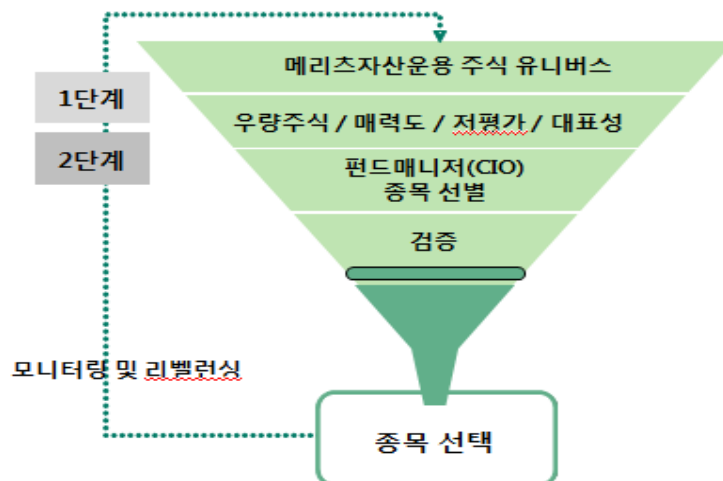 메리츠자산운용 주식 유니버스
1단계
우량주식 / 매력도 / 저평가 / 대표성
2단계
펀드매니저(CIO)
종목 선별
검증
모니터링 및 리벨런싱
종목 선택